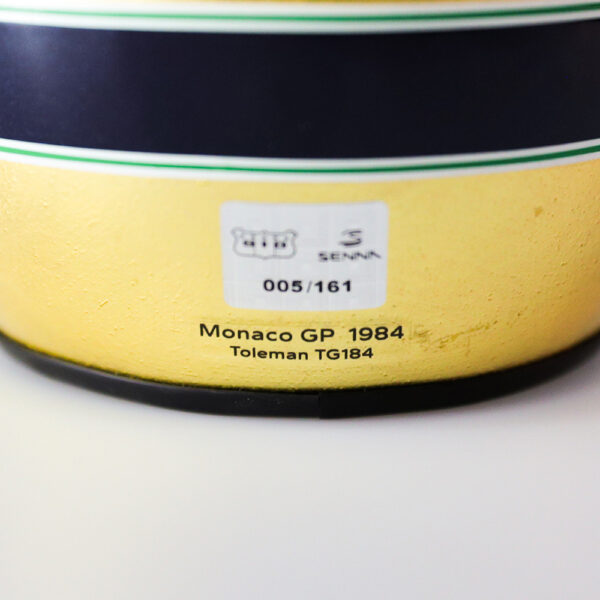 SENNA
005/161
Monaco GP 1984
Toleman TG184